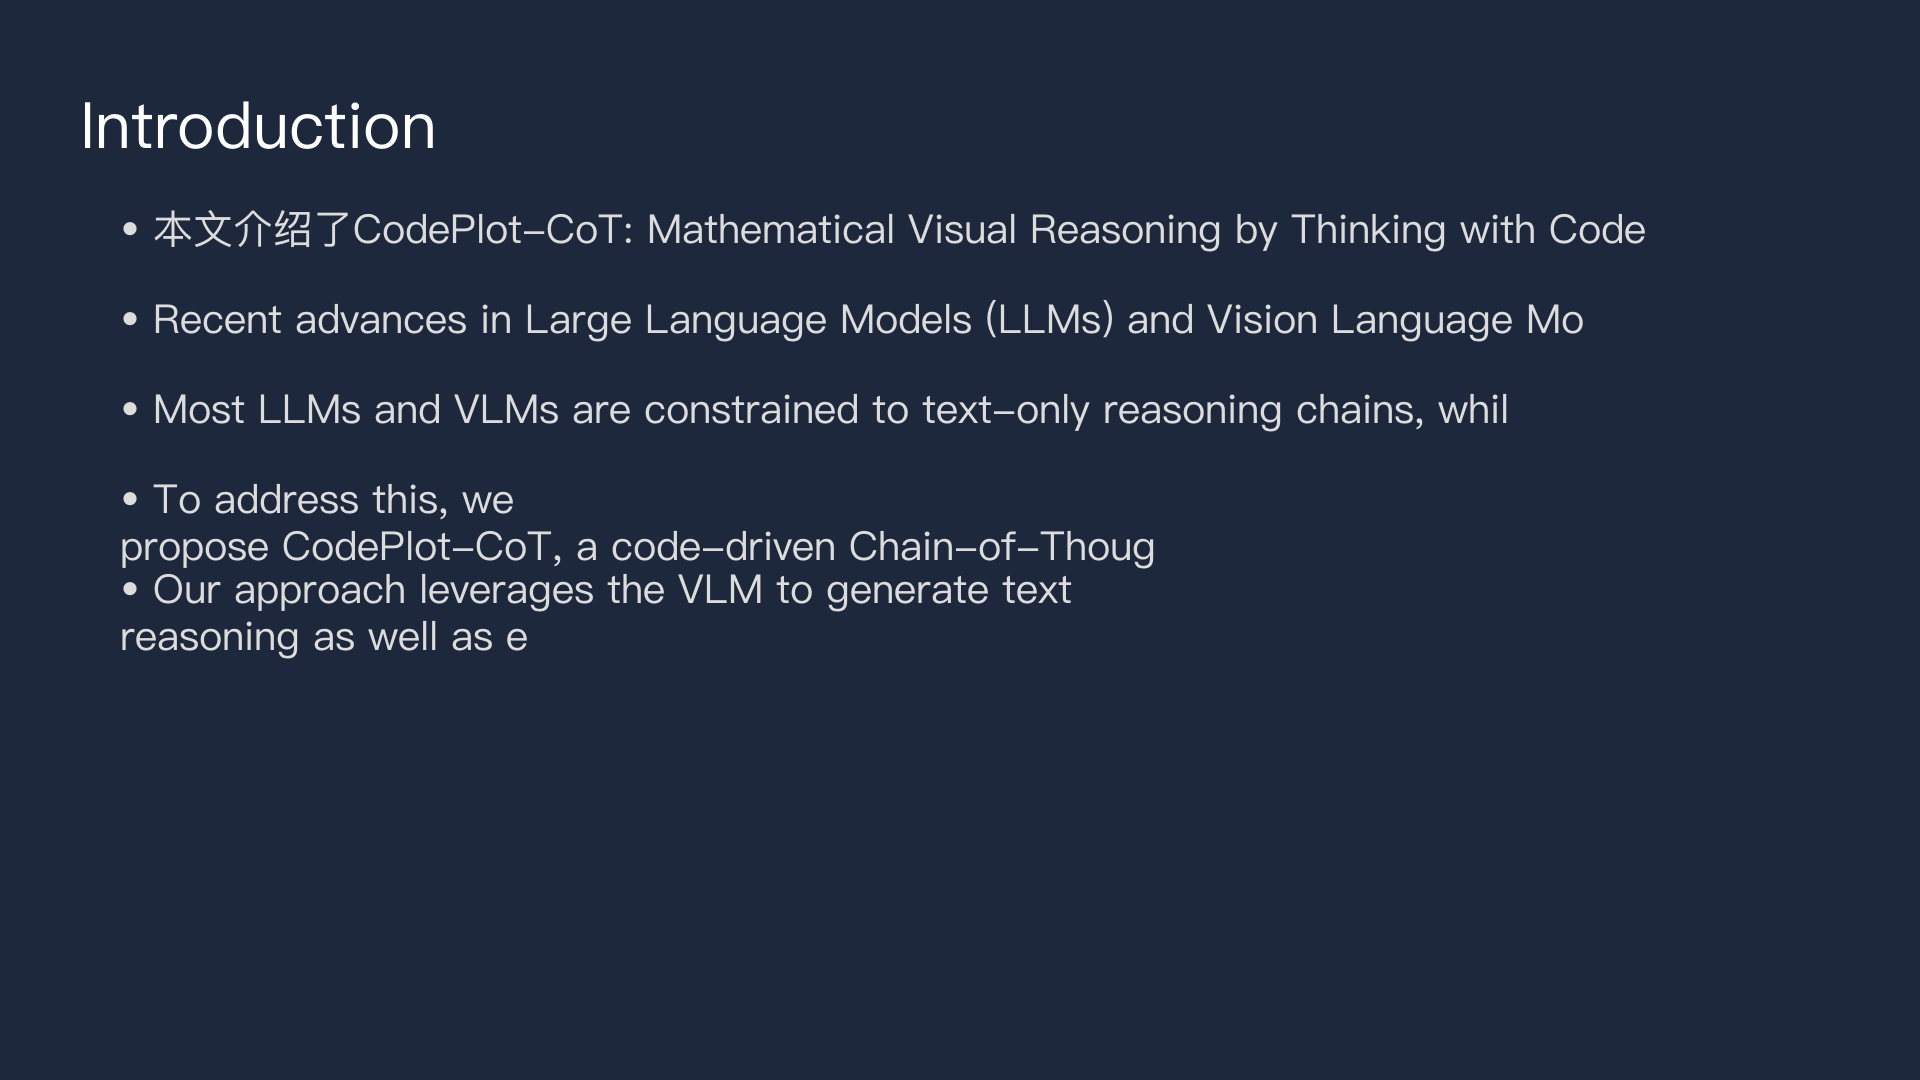 Introduction
• 本文介绍了CodePlot-CoT: Mathematical Visual Reasoning by Thinking with Code
• Recent advances in Large Language Models (LLMs) and Vision Language Mo
• Most LLMs and VLMs are constrained to text-only reasoning chains, whil
• To address this, we
propose CodePlot-CoT, a code-driven Chain-of-Thoug
• Our approach leverages the VLM to generate text
reasoning as well as e